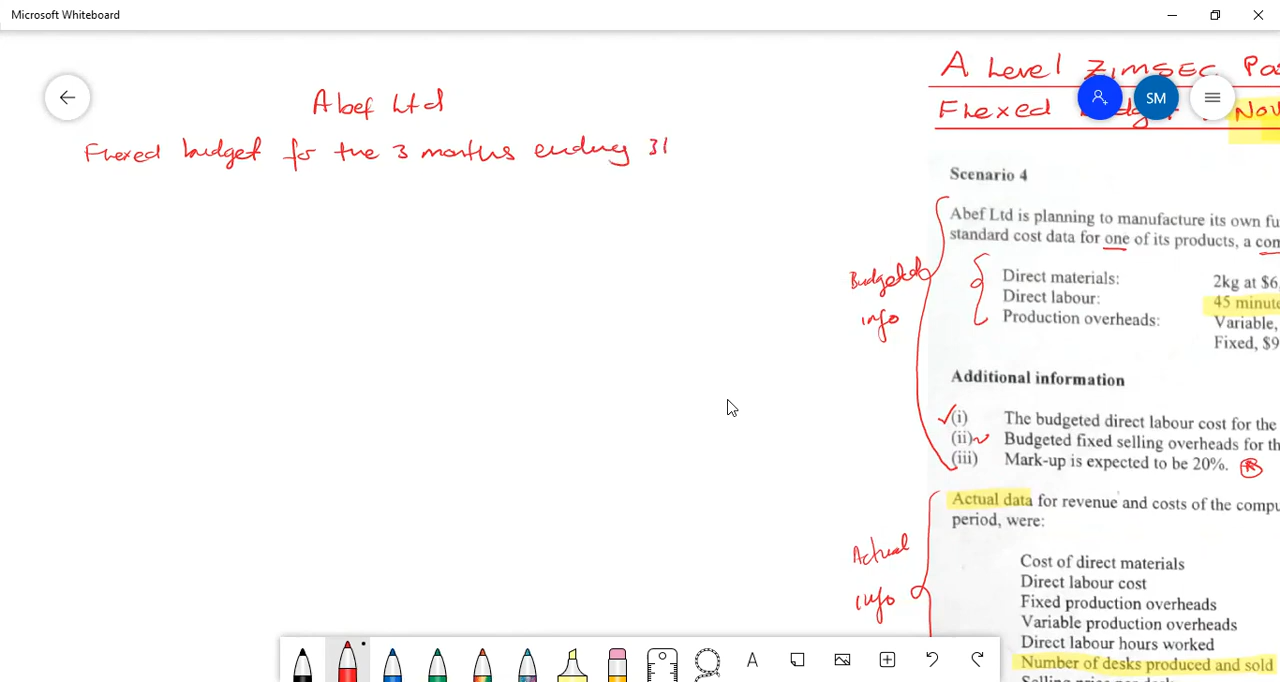 Microsoft Whiteboard
Abef Ltd
Flexed budget for the 3 months ending 31
A Level ZIMSEC Pa
Flexed Nov
SM
Scenario 4
Abef Ltd is planning to manufacture its own fu
standard cost data for one of its products, a com
Direct materials: 2kg at $6,
Direct labour: 45 minute
Production overheads: Variable,
Fixed, $9
Budgeted
info
Additional information
(i) The budgeted direct labour cost for the
(ii) Budgeted fixed selling overheads for th
(iii) Mark-up is expected to be 20%.
Actual data for revenue and costs of the compu
period, were:
Actual
info
Cost of direct materials
Direct labour cost
Fixed production overheads
Variable production overheads
Direct labour hours worked
Number of desks produced and sold
A